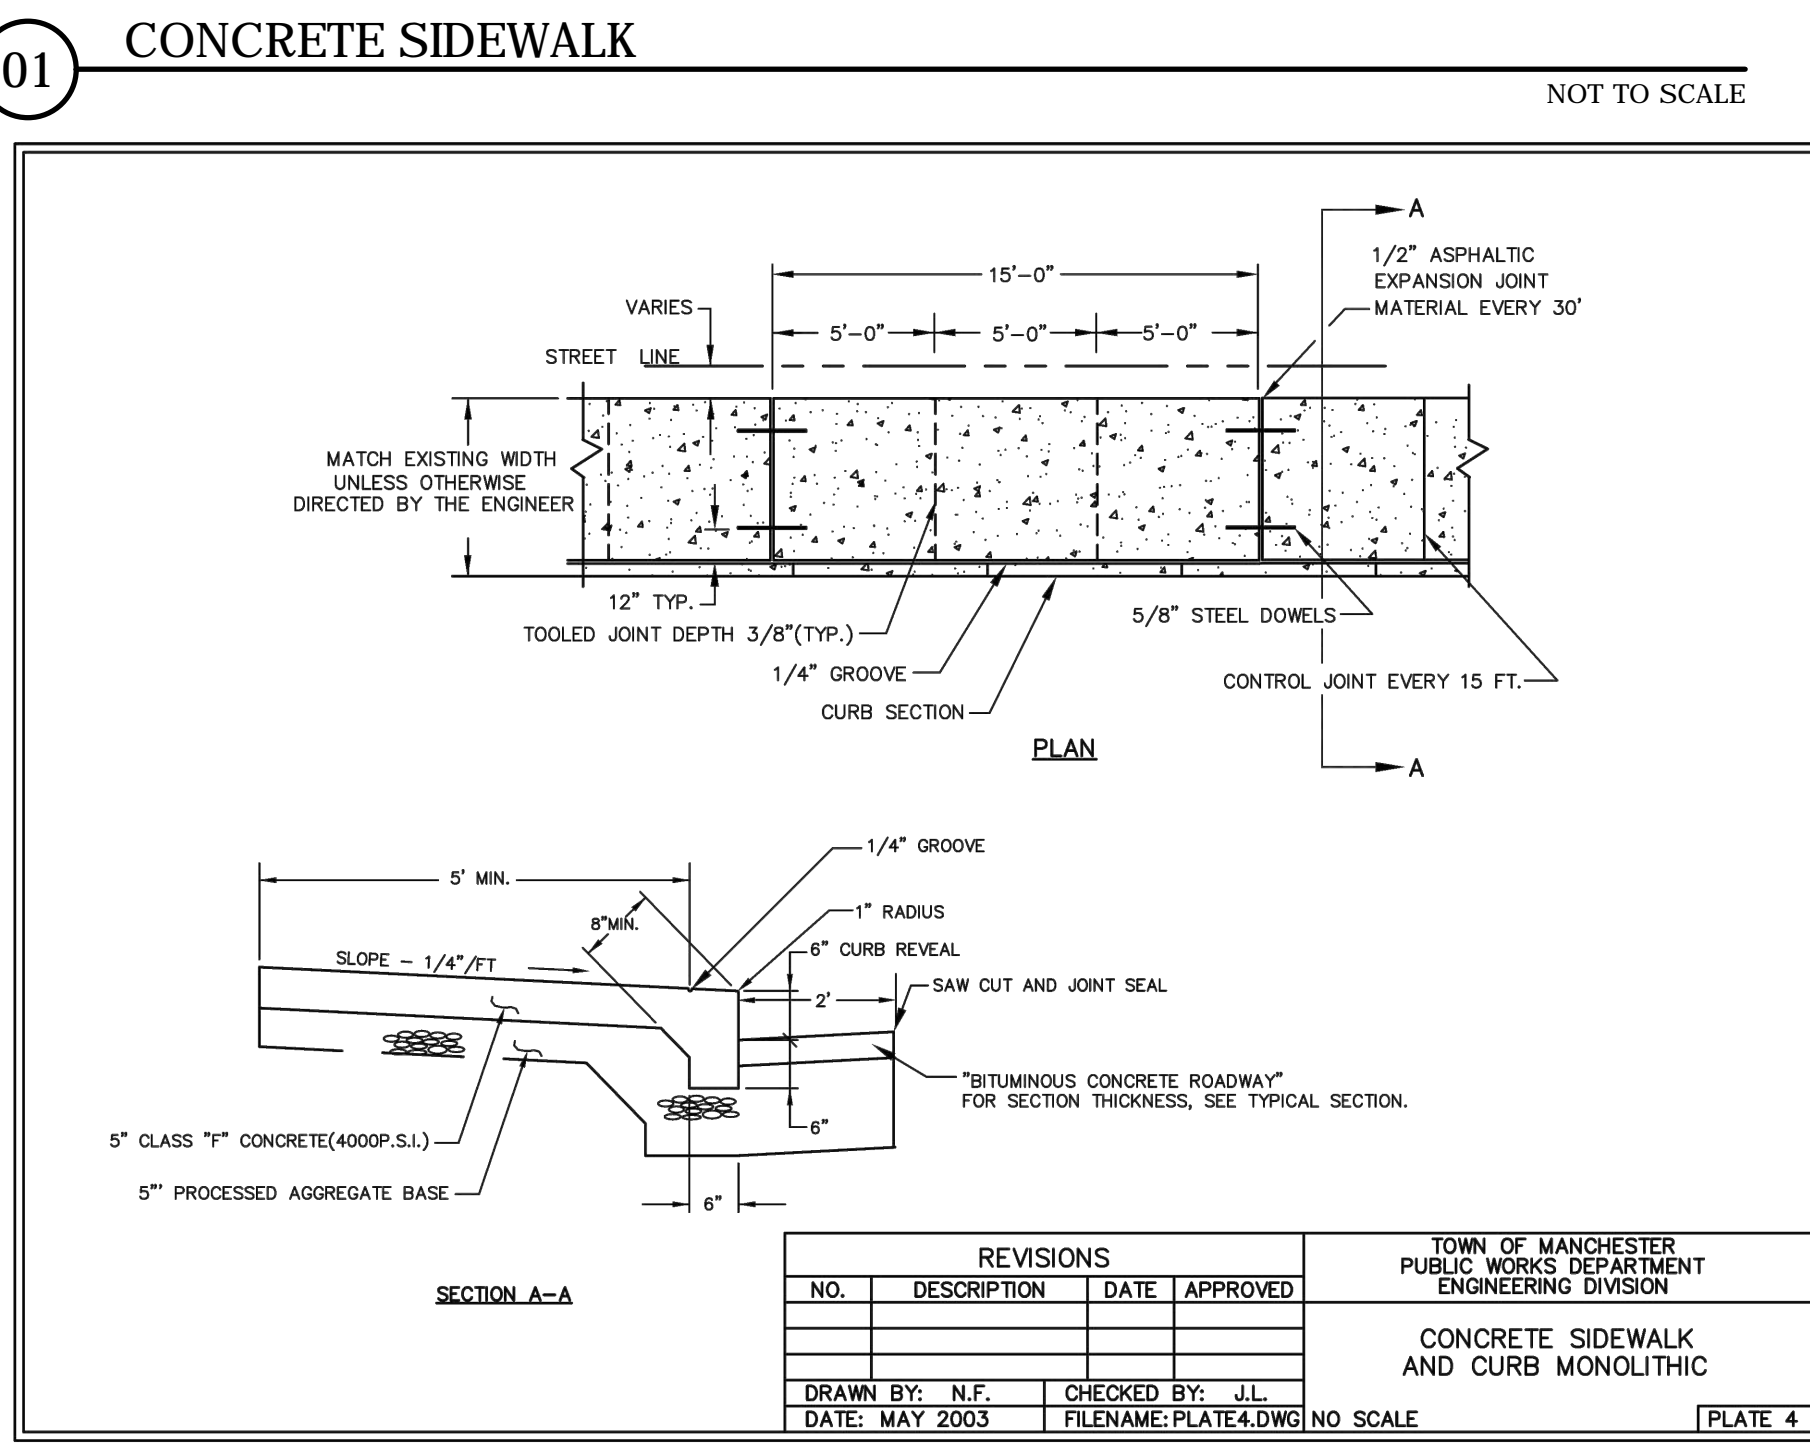 01
CONCRETE SIDEWALK
NOT TO SCALE
A
1/2" ASPHALTIC
EXPANSION JOINT
MATERIAL EVERY 30'
15'-0"
VARIES
5'-0" 5'-0" 5'-0"
STREET LINE
MATCH EXISTING WIDTH
UNLESS OTHERWISE
DIRECTED BY THE ENGINEER
12" TYP.
5/8" STEEL DOWELS
TOOLED JOINT DEPTH 3/8"(TYP.)
1/4" GROOVE
CONTROL JOINT EVERY 15 FT.
CURB SECTION
PLAN
A
1/4" GROOVE
5' MIN.
8"MIN.
1" RADIUS
6" CURB REVEAL
SLOPE - 1/4"/FT
SAW CUT AND JOINT SEAL
2'
"BITUMINOUS CONCRETE ROADWAY"
FOR SECTION THICKNESS, SEE TYPICAL SECTION.
6"
5" CLASS "F" CONCRETE(4000P.S.I.)
5"' PROCESSED AGGREGATE BASE
6"
SECTION A-A
REVISIONS
NO. DESCRIPTION DATE APPROVED
DRAWN BY: N.F. CHECKED BY: J.L.
DATE: MAY 2003 FILENAME: PLATE4.DWG
TOWN OF MANCHESTER
PUBLIC WORKS DEPARTMENT
ENGINEERING DIVISION
CONCRETE SIDEWALK
AND CURB MONOLITHIC
NO SCALE PLATE 4